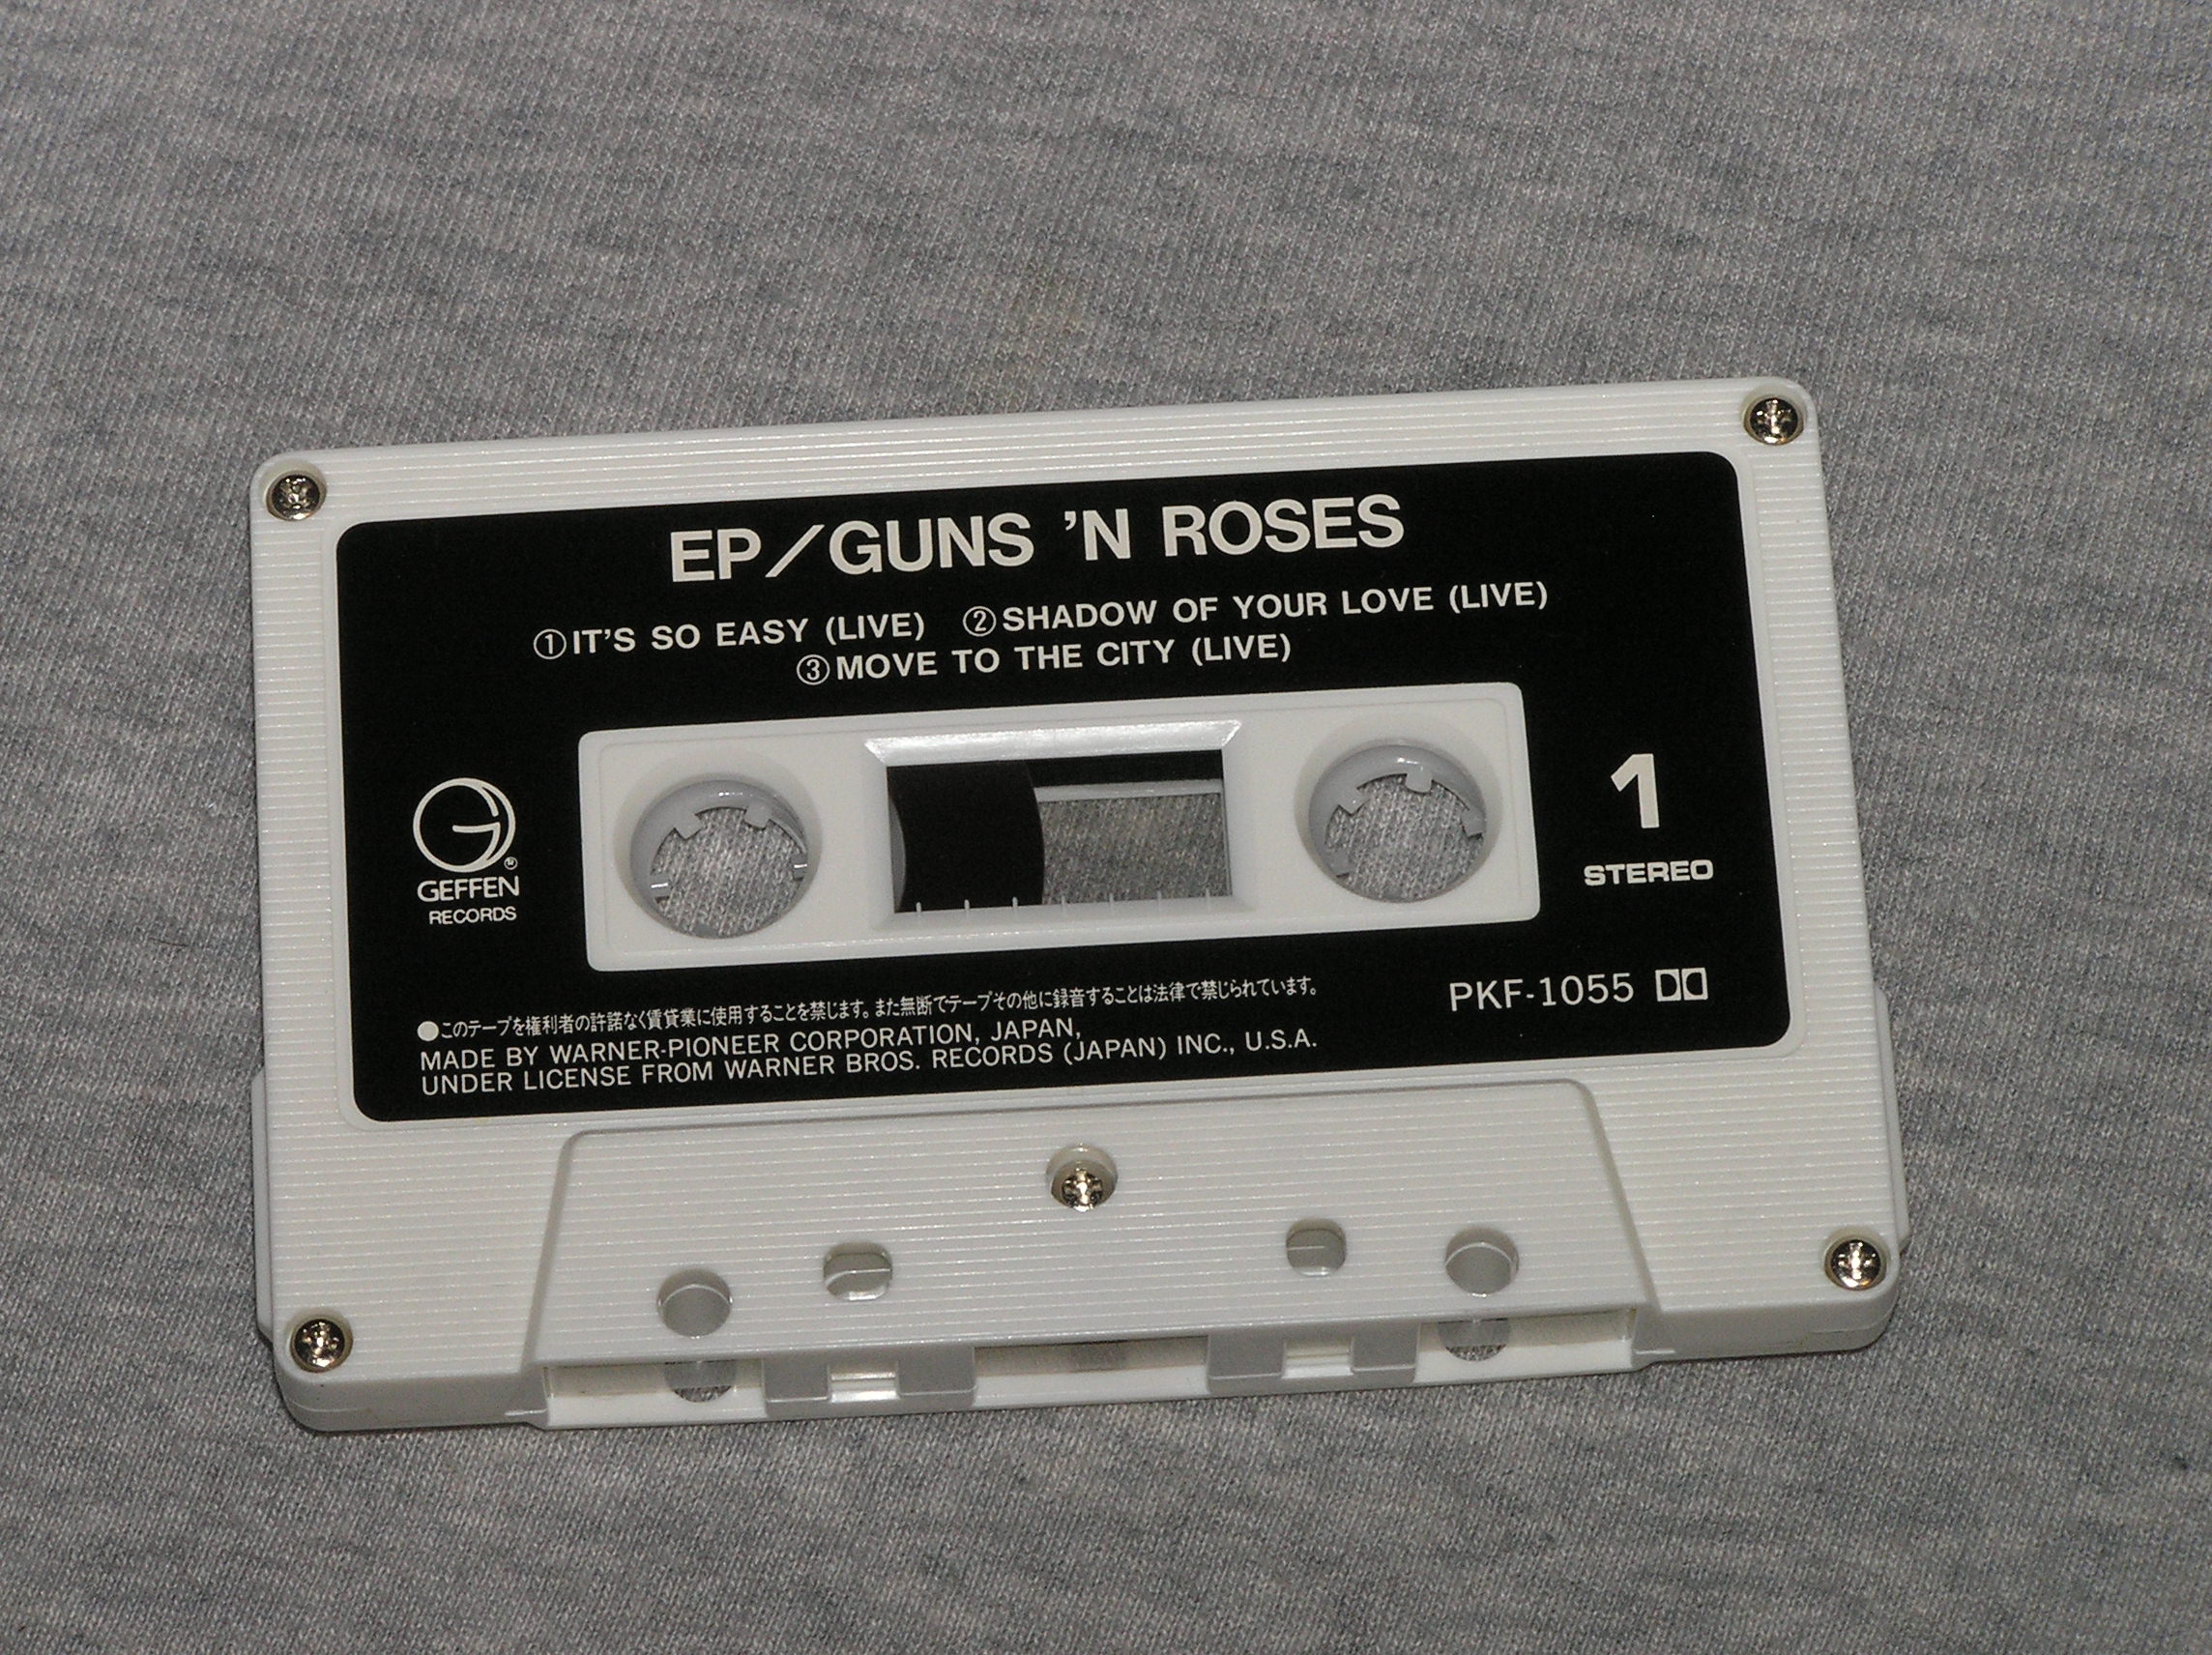 EP/GUNS 'N ROSES
①IT'S SO EASY (LIVE) ②SHADOW OF YOUR LOVE (LIVE)
③MOVE TO THE CITY (LIVE)
G
®
GEFFEN
RECORDS
1
STEREO
PKF-1055
●このテープを権利者の許諾なく賃貸業に使用することを禁じます。また無断でテープその他に録音することは法律で禁じられています。
MADE BY WARNER-PIONEER CORPORATION, JAPAN,
UNDER LICENSE FROM WARNER BROS. RECORDS (JAPAN) INC., U.S.A.